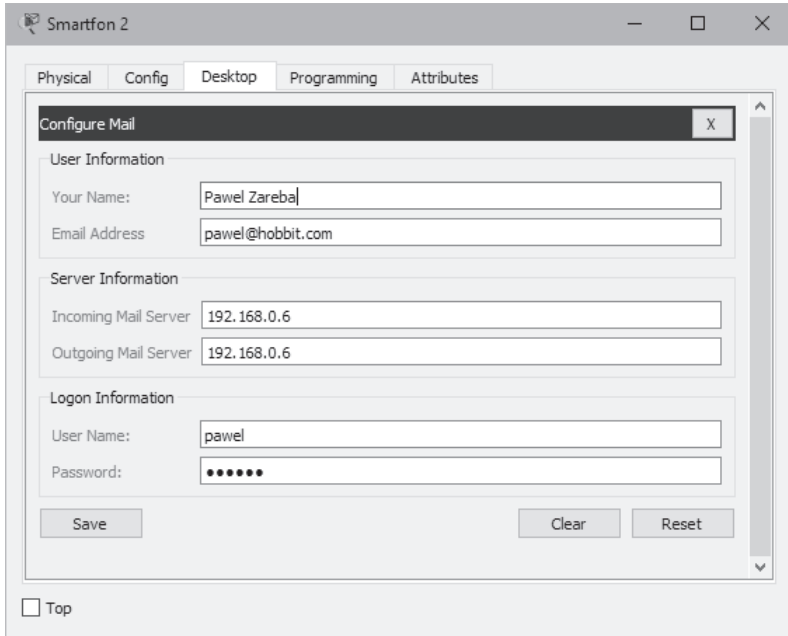 Smartfon 2
Physical Config Desktop Programming Attributes
Configure Mail X
User Information
Your Name: Pawel Zareba
Email Address pawel@hobbit.com
Server Information
Incoming Mail Server 192.168.0.6
Outgoing Mail Server 192.168.0.6
Logon Information
User Name: pawel
Password: ••••••
Save Clear Reset
Top